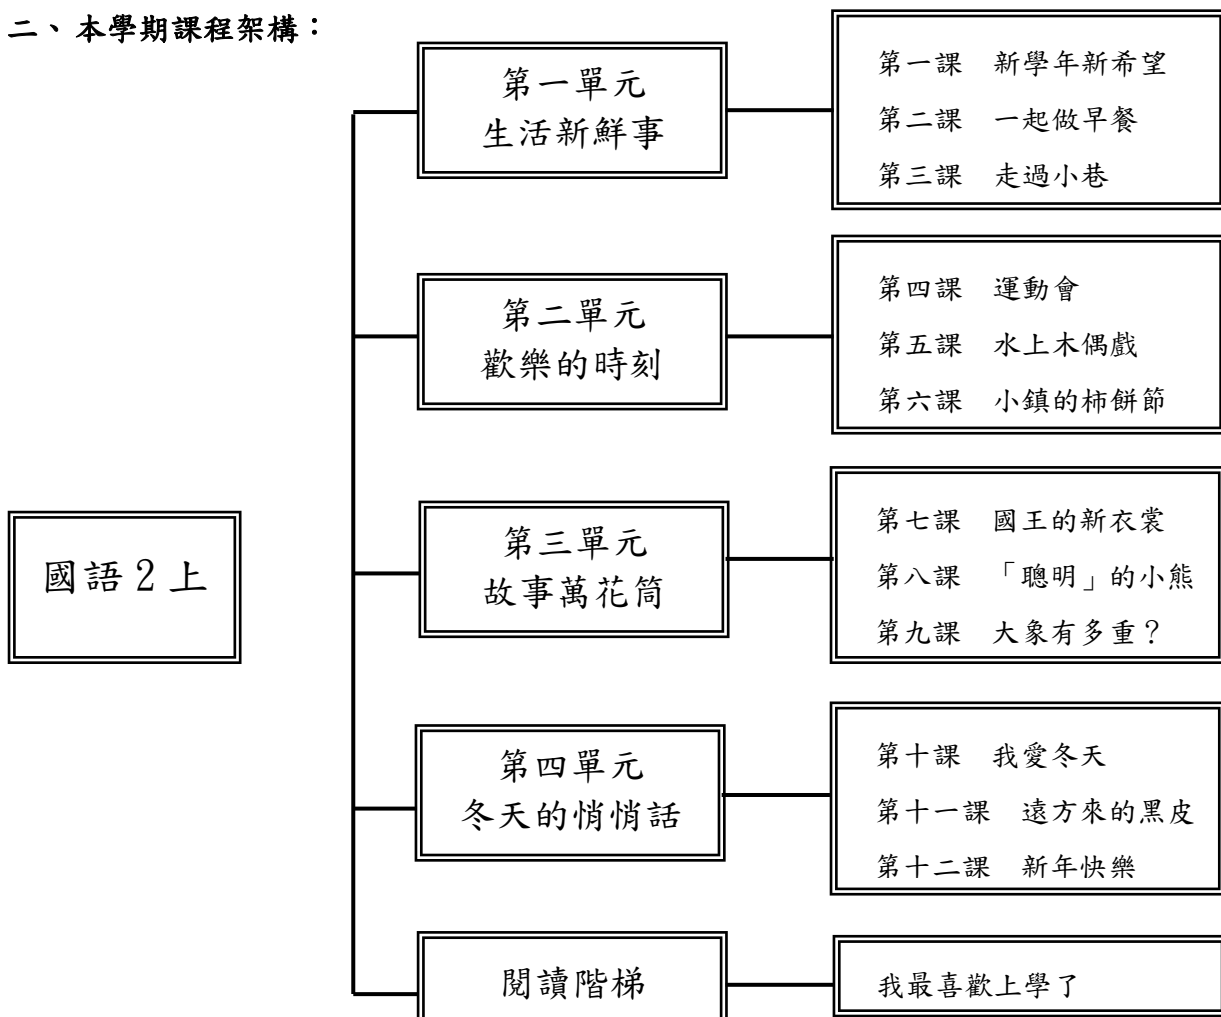 二、本學期課程架構：
國語2上
第一單元
生活新鮮事
第一課　新學年新希望
第二課　一起做早餐
第三課　走過小巷
第二單元
歡樂的時刻
第四課　運動會
第五課　水上木偶戲
第六課　小鎮的柿餅節
第三單元
故事萬花筒
第七課　國王的新衣裳
第八課　「聰明」的小熊
第九課　大象有多重？
第四單元
冬天的悄悄話
第十課　我愛冬天
第十一課　遠方來的黑皮
第十二課　新年快樂
閱讀階梯
我最喜歡上學了